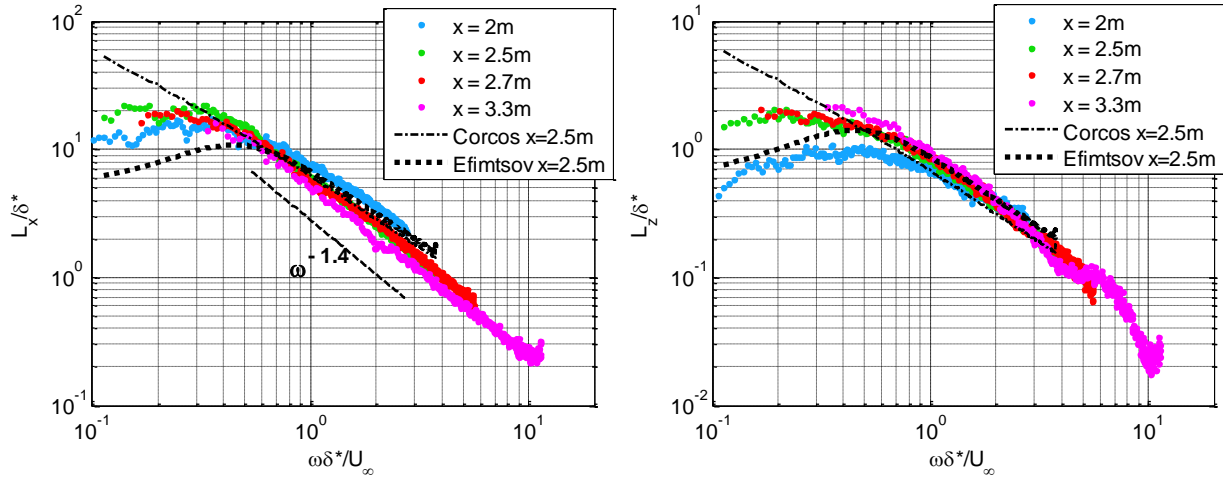 10^2
10^1
10^0
10^-1
L_x/δ*
x = 2m
x = 2.5m
x = 2.7m
x = 3.3m
Corcos x=2.5m
Efimtsov x=2.5m
ω^-1.4
10^-1
10^0
10^1
ωδ*/U_∞
10^1
10^0
10^-1
10^-2
L_z/δ*
x = 2m
x = 2.5m
x = 2.7m
x = 3.3m
Corcos x=2.5m
Efimtsov x=2.5m
10^-1
10^0
10^1
ωδ*/U_∞